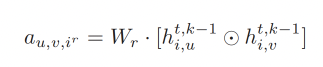 a_{u,v,i^r} = W_r · [h_{i,u}^{t,k−1} ⊙ h_{i,v}^{t,k−1}]